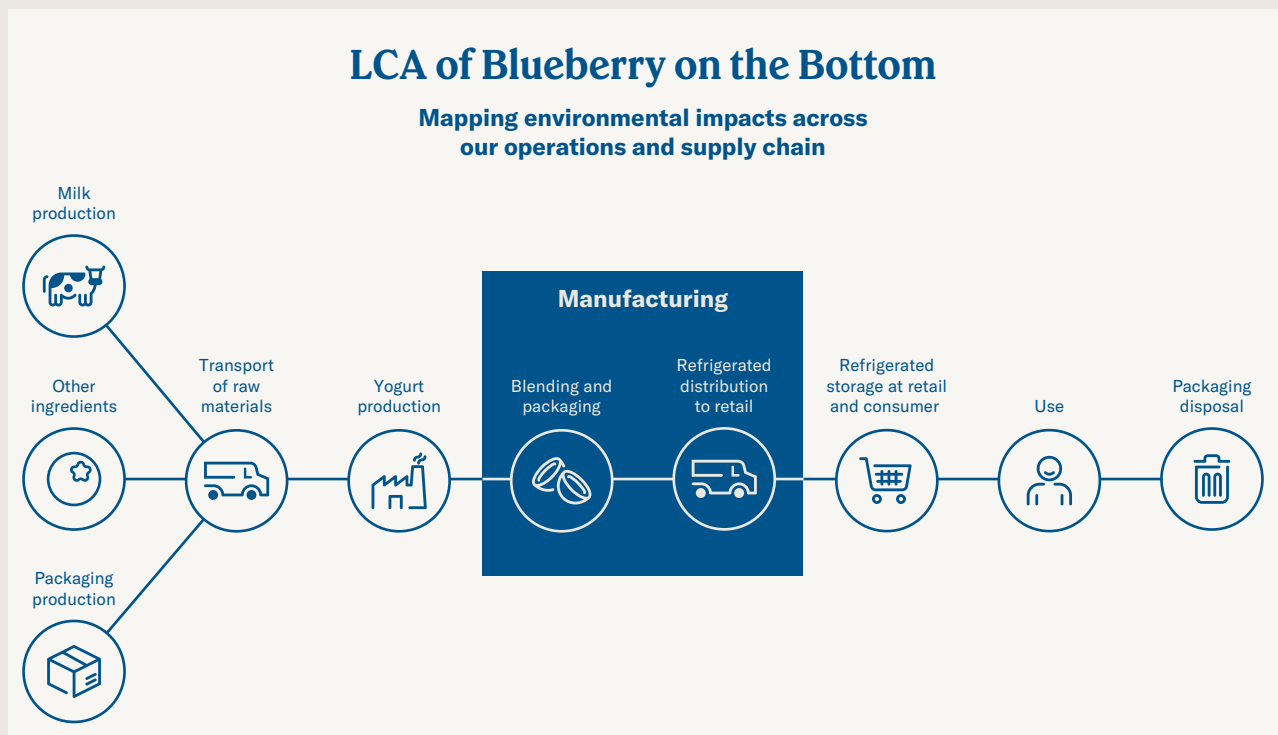 LCA of Blueberry on the Bottom
Mapping environmental impacts across
our operations and supply chain
Milk
production
Other
ingredients
Packaging
production
Transport
of raw
materials
Yogurt
production
Manufacturing
Blending and
packaging
Refrigerated
distribution
to retail
Refrigerated
storage at retail
and consumer
Use
Packaging
disposal